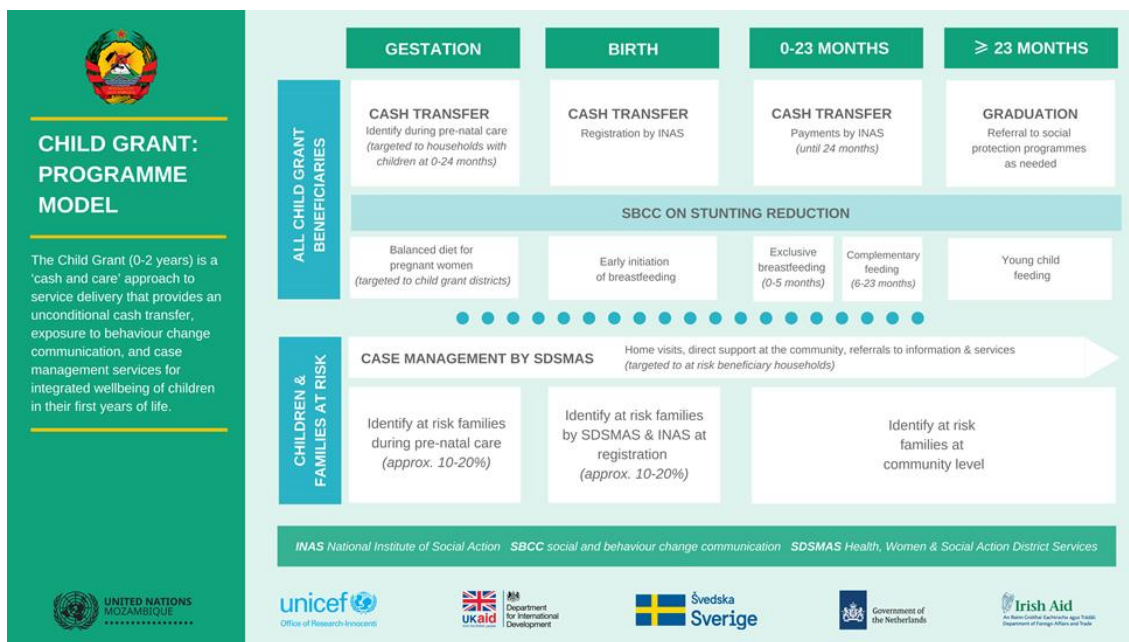 CHILD GRANT:
PROGRAMME
MODEL
The Child Grant (0-2 years) is a
'cash and care' approach to
service delivery that provides an
unconditional cash transfer,
exposure to behaviour change
communication, and case
management services for
integrated wellbeing of children
in their first years of life.
UNITED NATIONS
MOZAMBIQUE
GESTATION
BIRTH
0-23 MONTHS
⩾ 23 MONTHS
ALL CHILD GRANT
BENEFICIARIES
CASH TRANSFER
Identify during pre-natal care
(targeted to households with
children at 0-24 months)
CASH TRANSFER
Registration by INAS
CASH TRANSFER
Payments by INAS
(until 24 months)
GRADUATION
Referral to social
protection programmes
as needed
SBCC ON STUNTING REDUCTION
Balanced diet for
pregnant women
(targeted to child grant districts)
Early initiation
of breastfeeding
Exclusive
breastfeeding
(0-5 months)
Complementary
feeding
(6-23 months)
Young child
feeding
CHILDREN &
FAMILIES AT RISK
CASE MANAGEMENT BY SDSMAS
Home visits, direct support at the community, referrals to information & services
(targeted to at risk beneficiary households)
Identify at risk families
during pre-natal care
(approx. 10-20%)
Identify at risk families
by SDSMAS & INAS at
registration
(approx. 10-20%)
Identify at risk
families at
community level
INAS National Institute of Social Action SBCC social and behaviour change communication SDSMAS Health, Women & Social Action District Services
unicef
Office of Research-Innocenti
UKaid
Department
for International
Development
Švedska
Sverige
Government of
the Netherlands
Irish Aid
Department of Foreign Affairs and Trade